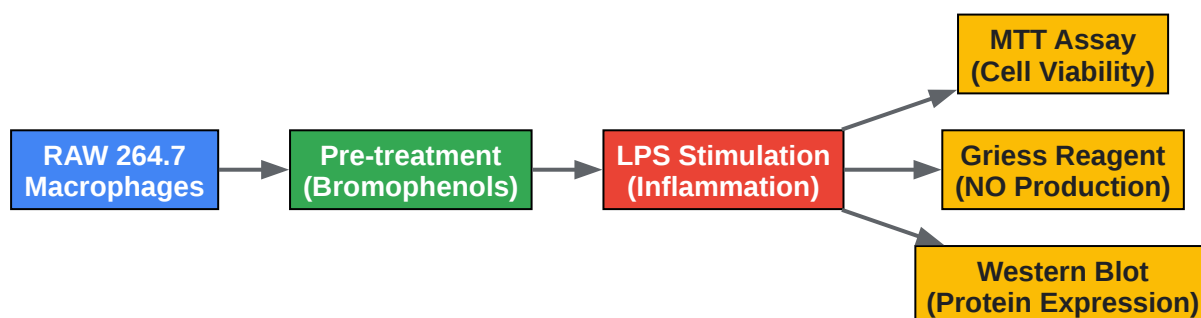 RAW 264.7
Macrophages
Pre-treatment
(Bromophenols)
LPS Stimulation
(Inflammation)
MTT Assay
(Cell Viability)
Griess Reagent
(NO Production)
Western Blot
(Protein Expression)